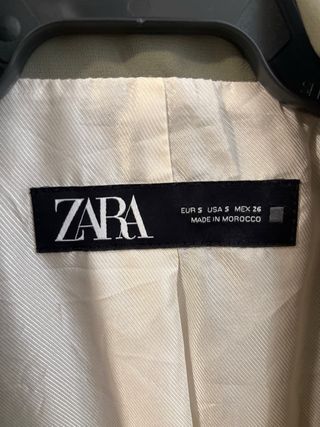 ZARA
EUR S USA S MEX 26
MADE IN MOROCCO